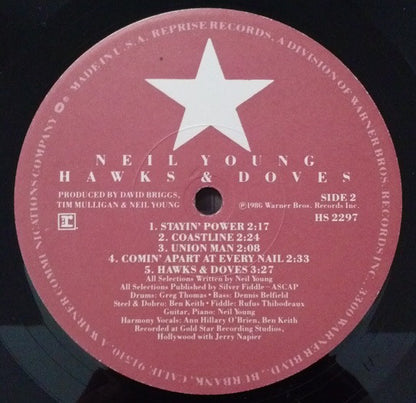 MADE IN U.S.A. REPRISE RECORDS, A DIVISION OF WARNER BROS. RECORDS INC., 3300 WARNER BLVD., BURBANK, CALIF. 91510, A WARNER COMMUNICATIONS COMPANY
NEIL YOUNG
HAWKS & DOVES
PRODUCED BY DAVID BRIGGS,
TIM MULLIGAN & NEIL YOUNG
SIDE 2
℗1986 Warner Bros. Records Inc.
HS 2297
1. STAYIN' POWER 2:17
2. COASTLINE 2:24
3. UNION MAN 2:08
4. COMIN' APART AT EVERY NAIL 2:33
5. HAWKS & DOVES 3:27
All Selections Written by Neil Young
All Selections Published by Silver Fiddle—ASCAP
Drums: Greg Thomas • Bass: Dennis Belfield
Steel & Dobro: Ben Keith • Fiddle: Rufus Thibodeaux
Guitar, Piano: Neil Young
Harmony Vocals: Ann Hillary O'Brien, Ben Keith
Recorded at Gold Star Recording Studios,
Hollywood with Jerry Napier